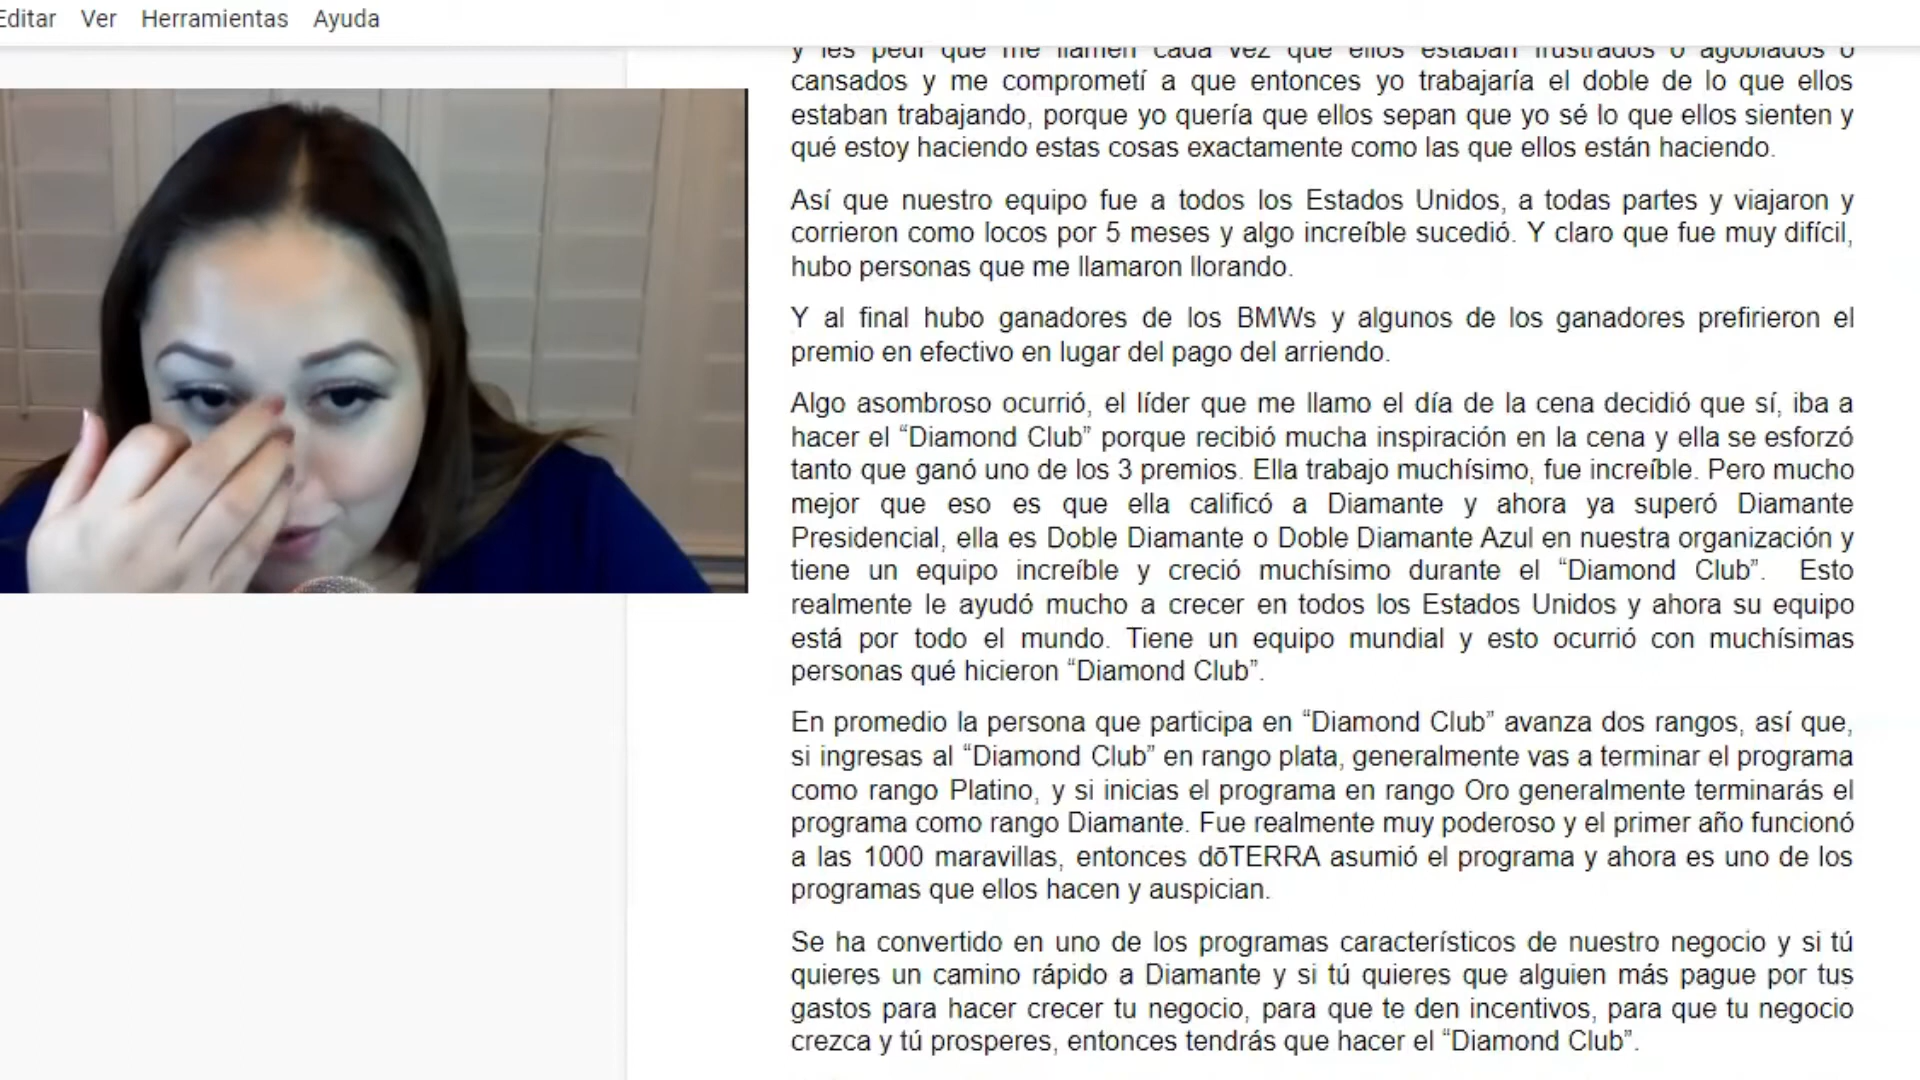 Editar Ver Herramientas Ayuda
y les pedí que me llamen cada vez que ellos estaban frustrados o agobiados o
cansados y me comprometí a que entonces yo trabajaría el doble de lo que ellos
estaban trabajando, porque yo quería que ellos sepan que yo sé lo que ellos sienten y
qué estoy haciendo estas cosas exactamente como las que ellos están haciendo.
Así que nuestro equipo fue a todos los Estados Unidos, a todas partes y viajaron y
corrieron como locos por 5 meses y algo increíble sucedió. Y claro que fue muy difícil,
hubo personas que me llamaron llorando.
Y al final hubo ganadores de los BMWs y algunos de los ganadores prefirieron el
premio en efectivo en lugar del pago del arriendo.
Algo asombroso ocurrió, el líder que me llamo el día de la cena decidió que sí, iba a
hacer el “Diamond Club” porque recibió mucha inspiración en la cena y ella se esforzó
tanto que ganó uno de los 3 premios. Ella trabajo muchísimo, fue increíble. Pero mucho
mejor que eso es que ella calificó a Diamante y ahora ya superó Diamante
Presidencial, ella es Doble Diamante o Doble Diamante Azul en nuestra organización y
tiene un equipo increíble y creció muchísimo durante el “Diamond Club”. Esto
realmente le ayudó mucho a crecer en todos los Estados Unidos y ahora su equipo
está por todo el mundo. Tiene un equipo mundial y esto ocurrió con muchísimas
personas qué hicieron “Diamond Club”.
En promedio la persona que participa en “Diamond Club” avanza dos rangos, así que,
si ingresas al “Diamond Club” en rango plata, generalmente vas a terminar el programa
como rango Platino, y si inicias el programa en rango Oro generalmente terminarás el
programa como rango Diamante. Fue realmente muy poderoso y el primer año funcionó
a las 1000 maravillas, entonces dōTERRA asumió el programa y ahora es uno de los
programas que ellos hacen y auspician.
Se ha convertido en uno de los programas característicos de nuestro negocio y si tú
quieres un camino rápido a Diamante y si tú quieres que alguien más pague por tus
gastos para hacer crecer tu negocio, para que te den incentivos, para que tu negocio
crezca y tú prosperes, entonces tendrás que hacer el “Diamond Club”.